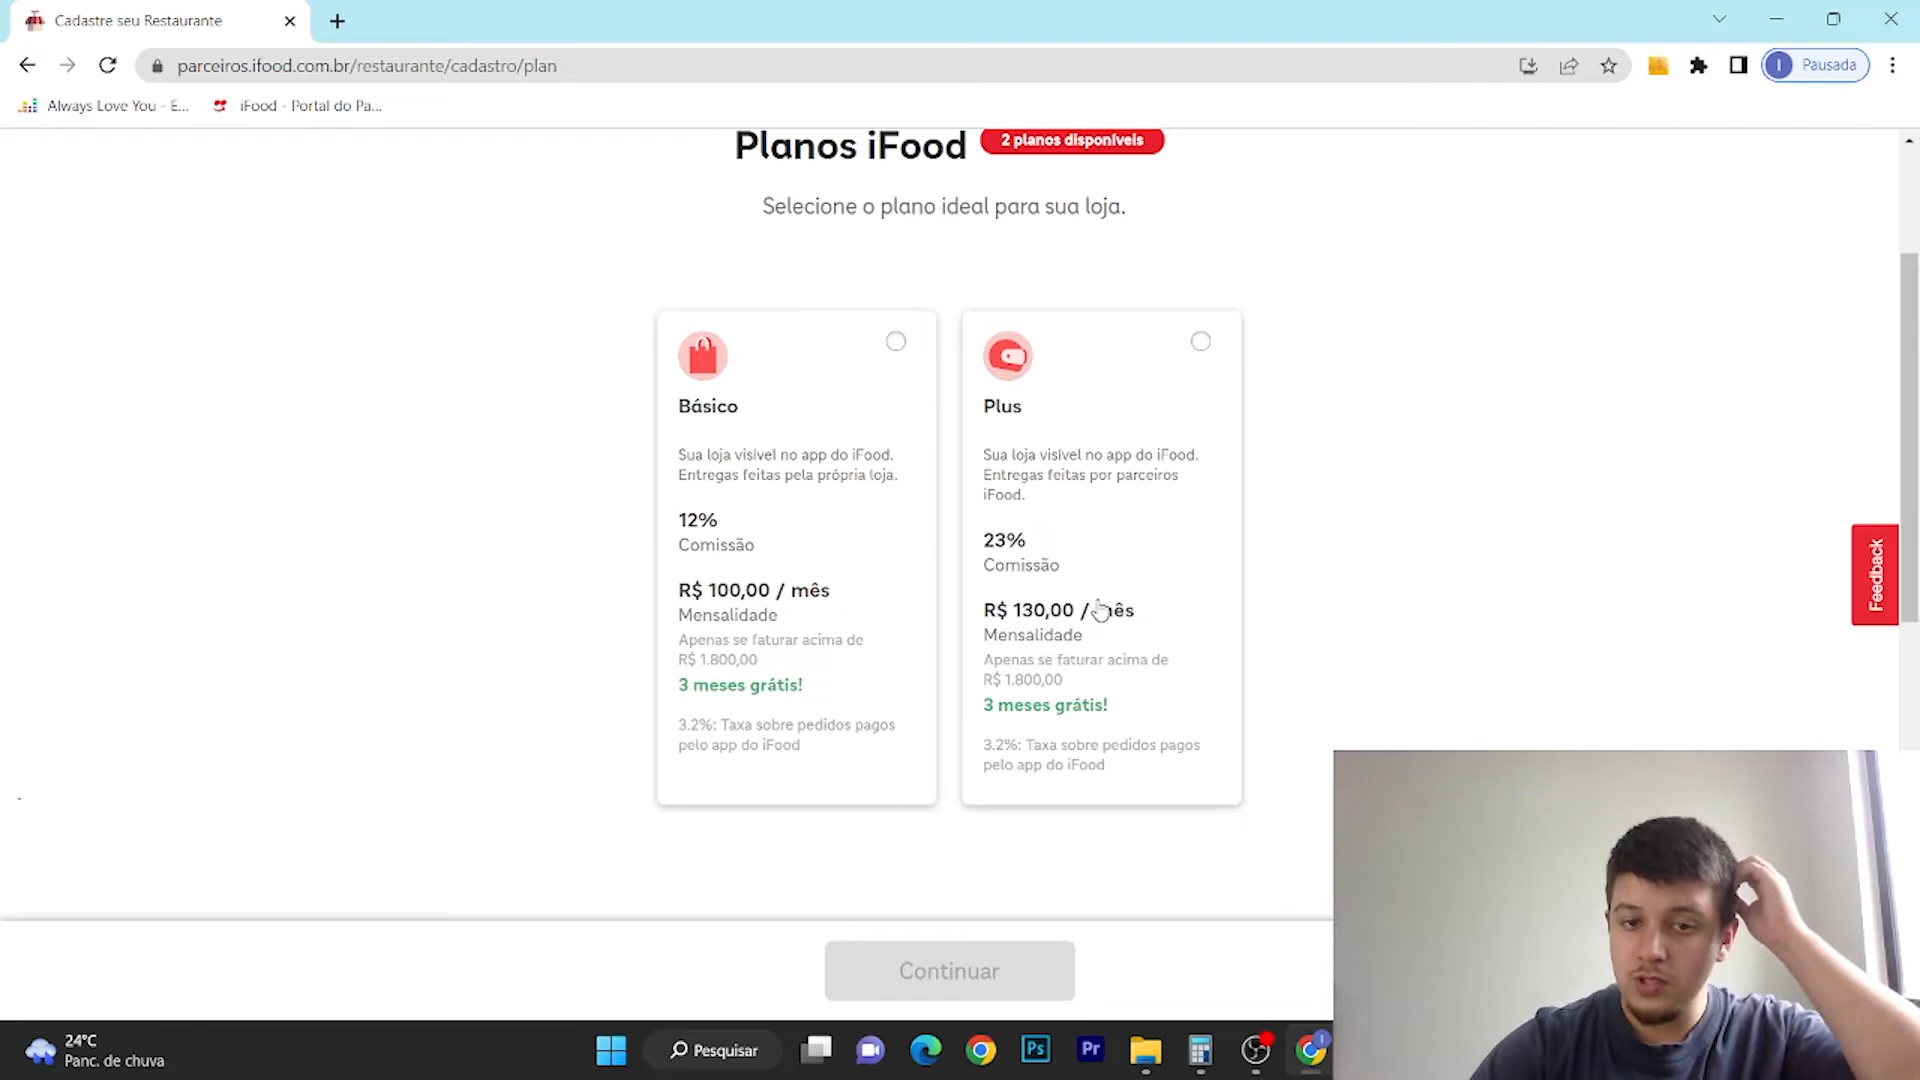 Cadastre seu Restaurante
parceiros.ifood.com.br/restaurante/cadastro/plan
Pausada
Always Love You - E...
iFood - Portal do Pa...
Planos iFood
2 planos disponíveis
Selecione o plano ideal para sua loja.
Básico
Sua loja visível no app do iFood.
Entregas feitas pela própria loja.
12%
Comissão
R$ 100,00 / mês
Mensalidade
Apenas se faturar acima de
R$ 1.800,00
3 meses grátis!
3.2%: Taxa sobre pedidos pagos
pelo app do iFood
Plus
Sua loja visível no app do iFood.
Entregas feitas por parceiros
iFood.
23%
Comissão
R$ 130,00 / mês
Mensalidade
Apenas se faturar acima de
R$ 1.800,00
3 meses grátis!
3.2%: Taxa sobre pedidos pagos
pelo app do iFood
Feedback
Continuar
24°C
Panc. de chuva
Pesquisar
Ps
Pr